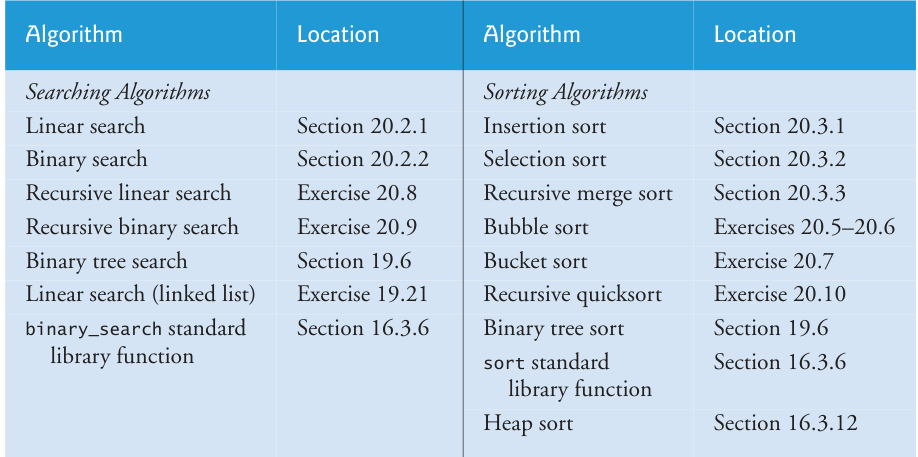 Algorithm Location Algorithm Location
Searching Algorithms Sorting Algorithms
Linear search Section 20.2.1 Insertion sort Section 20.3.1
Binary search Section 20.2.2 Selection sort Section 20.3.2
Recursive linear search Exercise 20.8 Recursive merge sort Section 20.3.3
Recursive binary search Exercise 20.9 Bubble sort Exercises 20.5–20.6
Binary tree search Section 19.6 Bucket sort Exercise 20.7
Linear search (linked list) Exercise 19.21 Recursive quicksort Exercise 20.10
binary_search standard Section 16.3.6 Binary tree sort Section 19.6
library function sort standard Section 16.3.6
library function
Heap sort Section 16.3.12